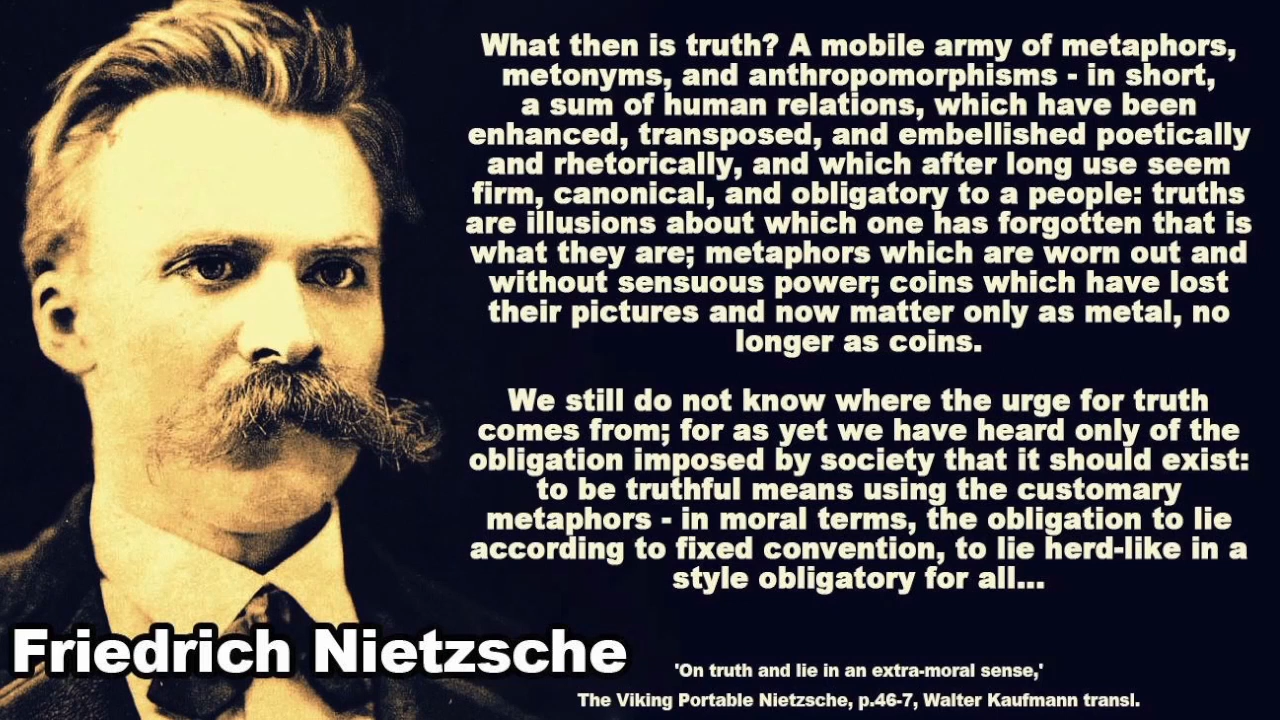 What then is truth? A mobile army of metaphors,
metonyms, and anthropomorphisms - in short,
a sum of human relations, which have been
enhanced, transposed, and embellished poetically
and rhetorically, and which after long use seem
firm, canonical, and obligatory to a people: truths
are illusions about which one has forgotten that is
what they are; metaphors which are worn out and
without sensuous power; coins which have lost
their pictures and now matter only as metal, no
longer as coins.
We still do not know where the urge for truth
comes from; for as yet we have heard only of the
obligation imposed by society that it should exist:
to be truthful means using the customary
metaphors - in moral terms, the obligation to lie
according to fixed convention, to lie herd-like in a
style obligatory for all...
Friedrich Nietzsche
'On truth and lie in an extra-moral sense,'
The Viking Portable Nietzsche, p.46-7, Walter Kaufmann transl.